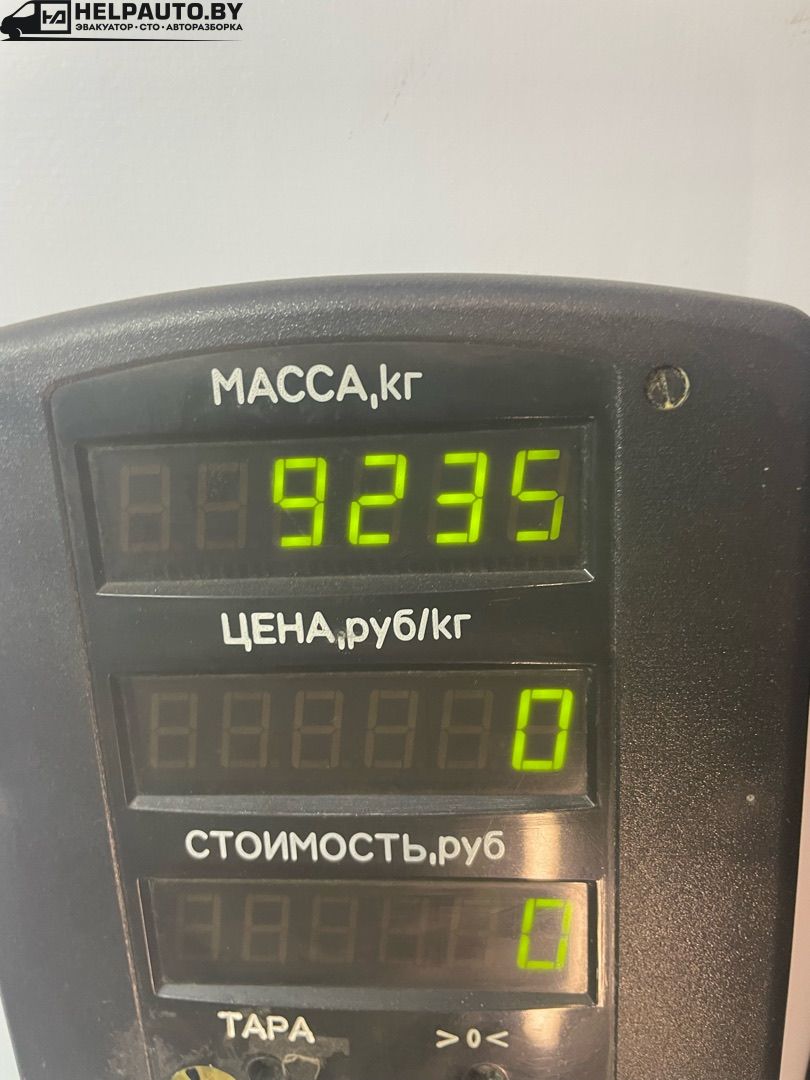 HELPAUTO.BY
ЭВАКУАТОР·СТО·АВТОРАЗБОРКА
МАССА,кг
9235
ЦЕНА,руб/кг
0
СТОИМОСТЬ,руб
0
ТАРА >0<